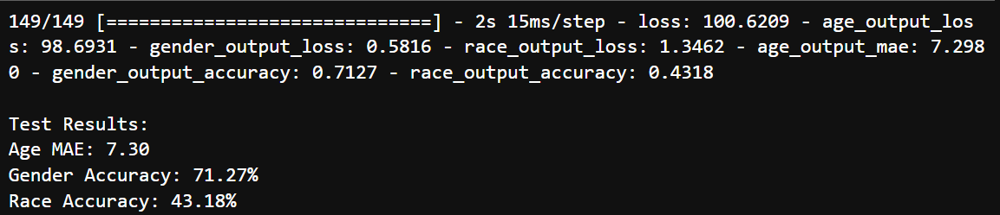 149/149 [==============================] - 2s 15ms/step - loss: 100.6209 - age_output_los
s: 98.6931 - gender_output_loss: 0.5816 - race_output_loss: 1.3462 - age_output_mae: 7.298
0 - gender_output_accuracy: 0.7127 - race_output_accuracy: 0.4318
Test Results:
Age MAE: 7.30
Gender Accuracy: 71.27%
Race Accuracy: 43.18%